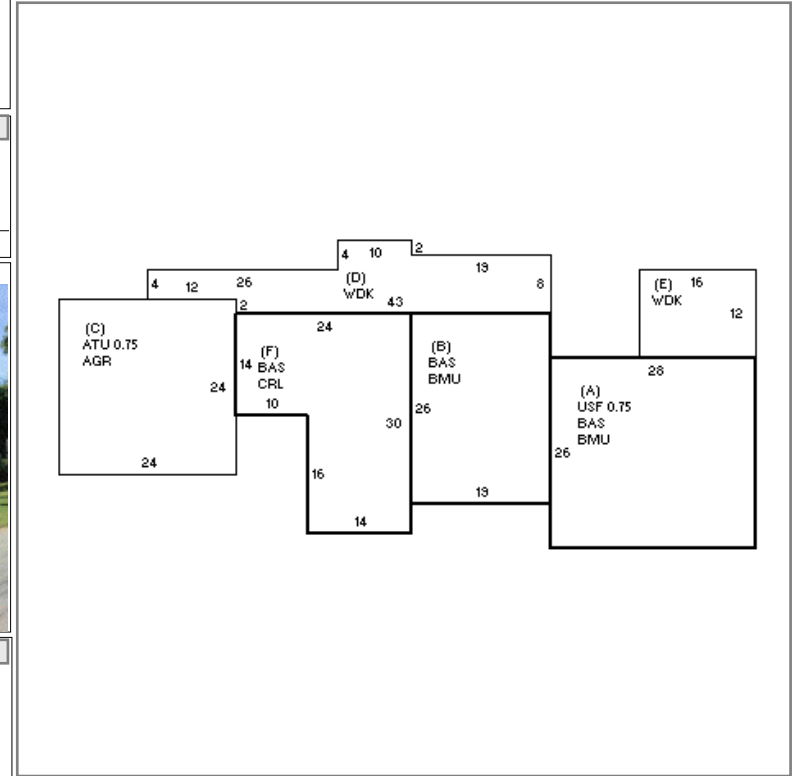 4 10 2
19
4 12 26
(D)
WDK
8
43
2
(E) 16
WDK
12
(C)
ATU 0.75
AGR
24
24
24
14
(F)
BAS
CRL
10
30
16
14
(B)
BAS
BMU
26
19
28
(A)
USF 0.75
BAS
BMU
26